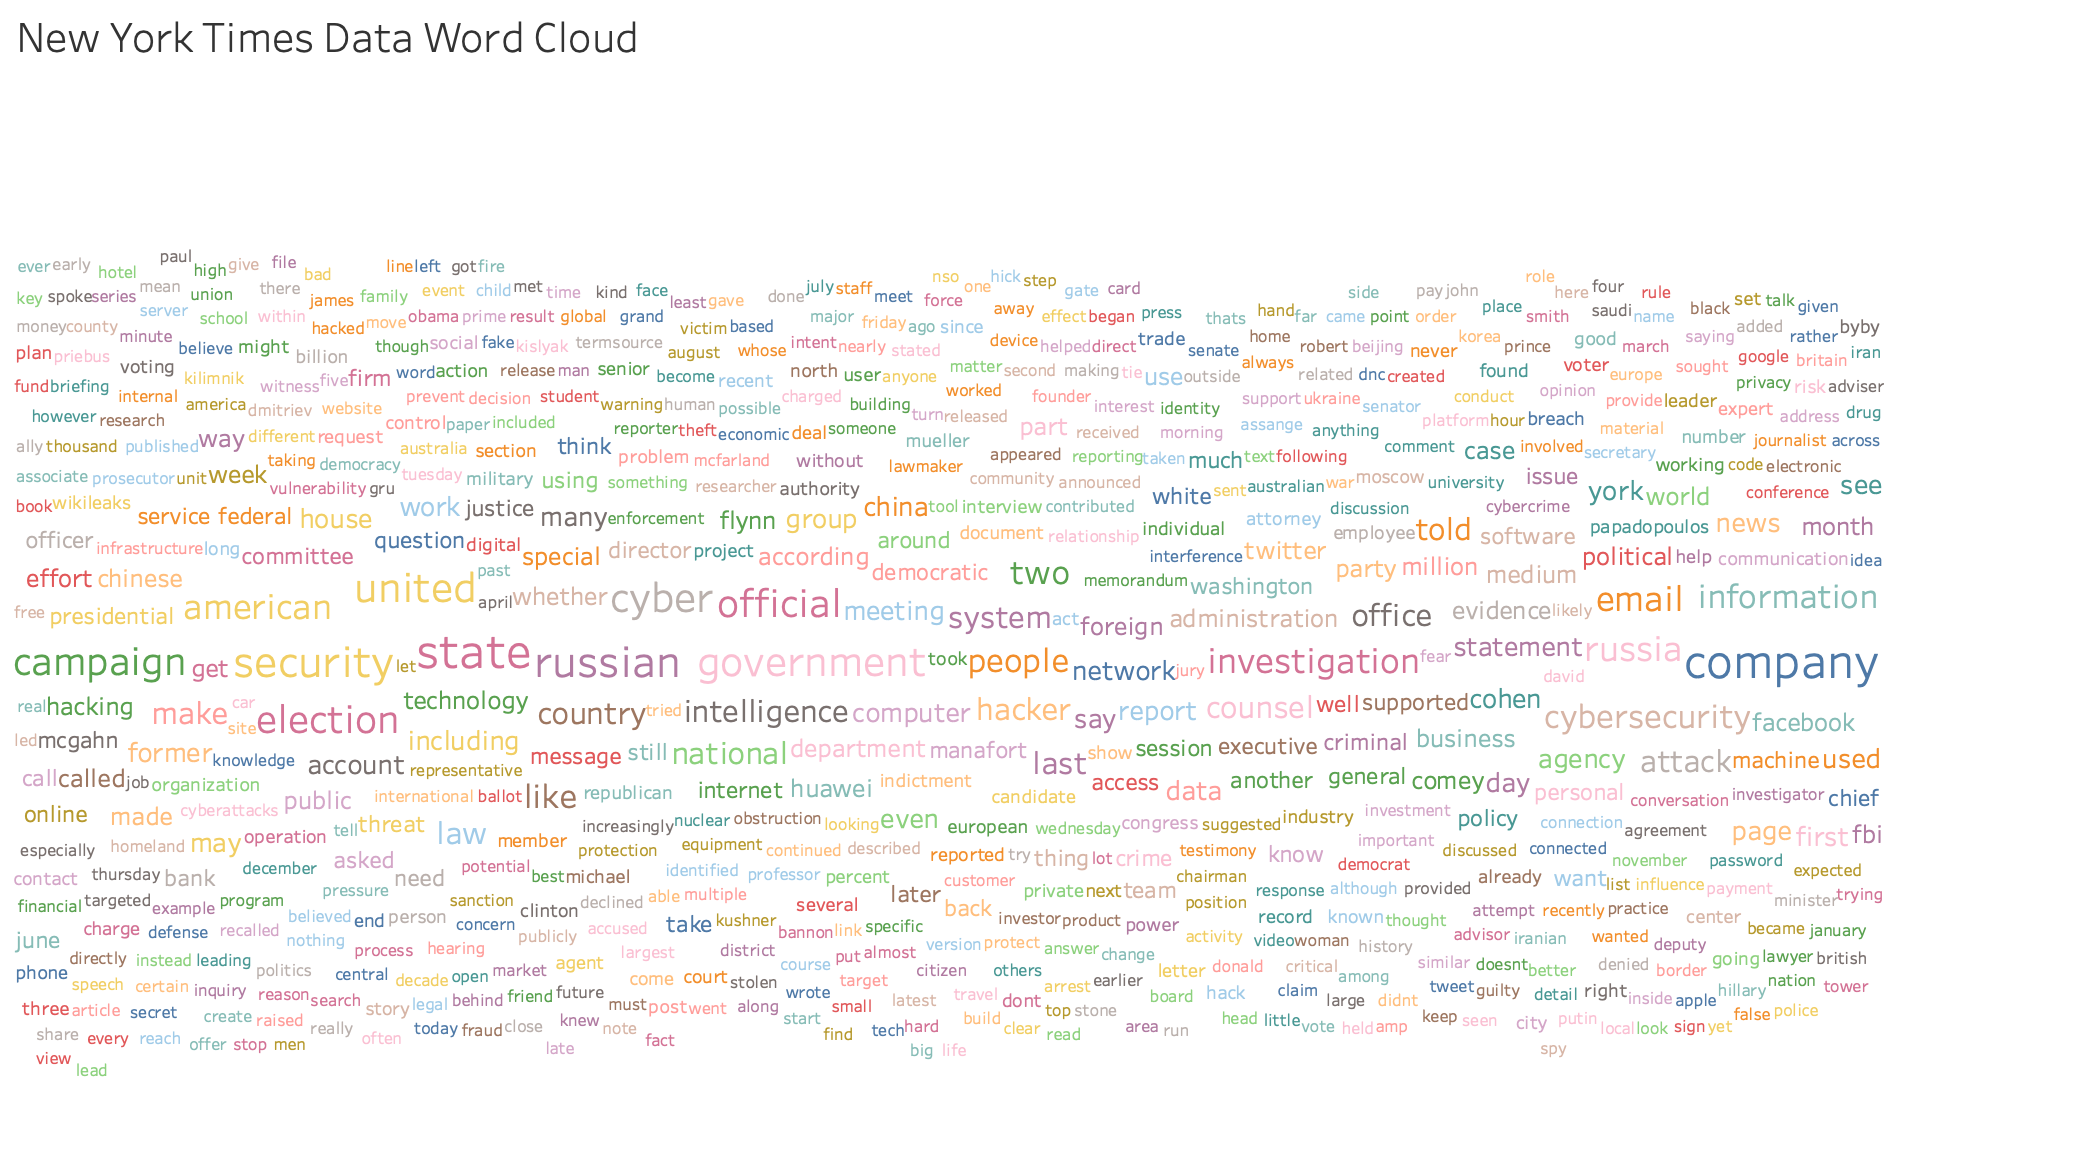 New York Times Data Word Cloud
ever early hotel paul high give file bad line left got fire nso one hick step role
key spoke series mean union there james family event child met time kind face least gave done july staff meet force away gate card side pay john place here four rule black set talk given
money county server school within hacked move obama prime result global grand victim based major friday ago since device effect began press thats hand far came point order smith saudi name added rather byby
plan priebus minute believe might billion though social fake kislyak termsource august whose intent nearly stated matter helped direct trade senate home robert beijing never korea prince good march saying google britain iran
fund briefing voting kilimnik witness five firm word action release man senior become recent north user anyone worked second making tie use outside always related dnc created found voter europe sought privacy risk adviser
however research internal america dmitriev website prevent decision student warning human possible charged building turn released founder interest identity support ukraine senator conduct opinion provide leader expert address drug
ally thousand published way different request control paper included reporter theft economic deal someone mueller part received morning assange anything platform hour breach material number journalist across
associate prosecutor unit week taking democracy australia section think problem mcfarland without lawmaker appeared reporting taken much text following comment case involved secretary working code electronic
book wikileaks vulnerability gru tuesday military using something researcher authority china tool interview contributed community announced white sent australian war moscow university issue york world conference see
service federal house work justice many enforcement flynn group document relationship individual attorney discussion cybercrime papadopoulos news month
officer infrastructure long committee question digital special director project according around democratic two memorandum interference twitter employee told software political help communication idea
effort chinese united past april whether cyber official meeting system act foreign washington party million medium evidence likely email information
free presidential american administration office statement russia
campaign get security let state russian government took people network jury investigation fear david company
real hacking make car site election technology country tried intelligence computer hacker say report counsel well supported cohen cybersecurity facebook
led mcgahn former knowledge account including message still national department manafort last show session executive criminal business agency attack machine used
call called job organization representative international ballot like republican internet huawei indictment candidate access data another general comey day personal conversation investigator chief
online made cyberattacks public threat law member increasingly nuclear obstruction looking even european wednesday congress suggested industry investment policy connection agreement page first fbi
especially homeland may operation tell asked potential protection equipment continued described reported try thing lot crime testimony know important democrat discussed connected november password expected
contact thursday bank december pressure need best michael identified professor percent customer private next team chairman response although provided already want list influence payment minister trying
financial targeted example program believed end person sanction clinton declined able multiple several later back investor product power position record known thought attempt recently practice center became january
june charge defense recalled nothing process hearing concern publicly accused largest take kushner bannon link specific version protect answer change activity video woman history advisor iranian wanted deputy lawyer british
phone directly instead leading politics central decade open market agent come court district stolen course put almost citizen others arrest earlier letter donald critical among similar doesnt better denied border going nation tower
speech certain inquiry reason search story legal behind friend future must post went along wrote target small latest travel dont top stone board hack claim large didnt tweet guilty detail right inside apple hillary
three article secret create raised really today fraud close knew note start find tech hard build clear read area run head little vote held amp keep seen city putin local look sign yet false police
share every reach offer stop men often late fact big life spy
view lead